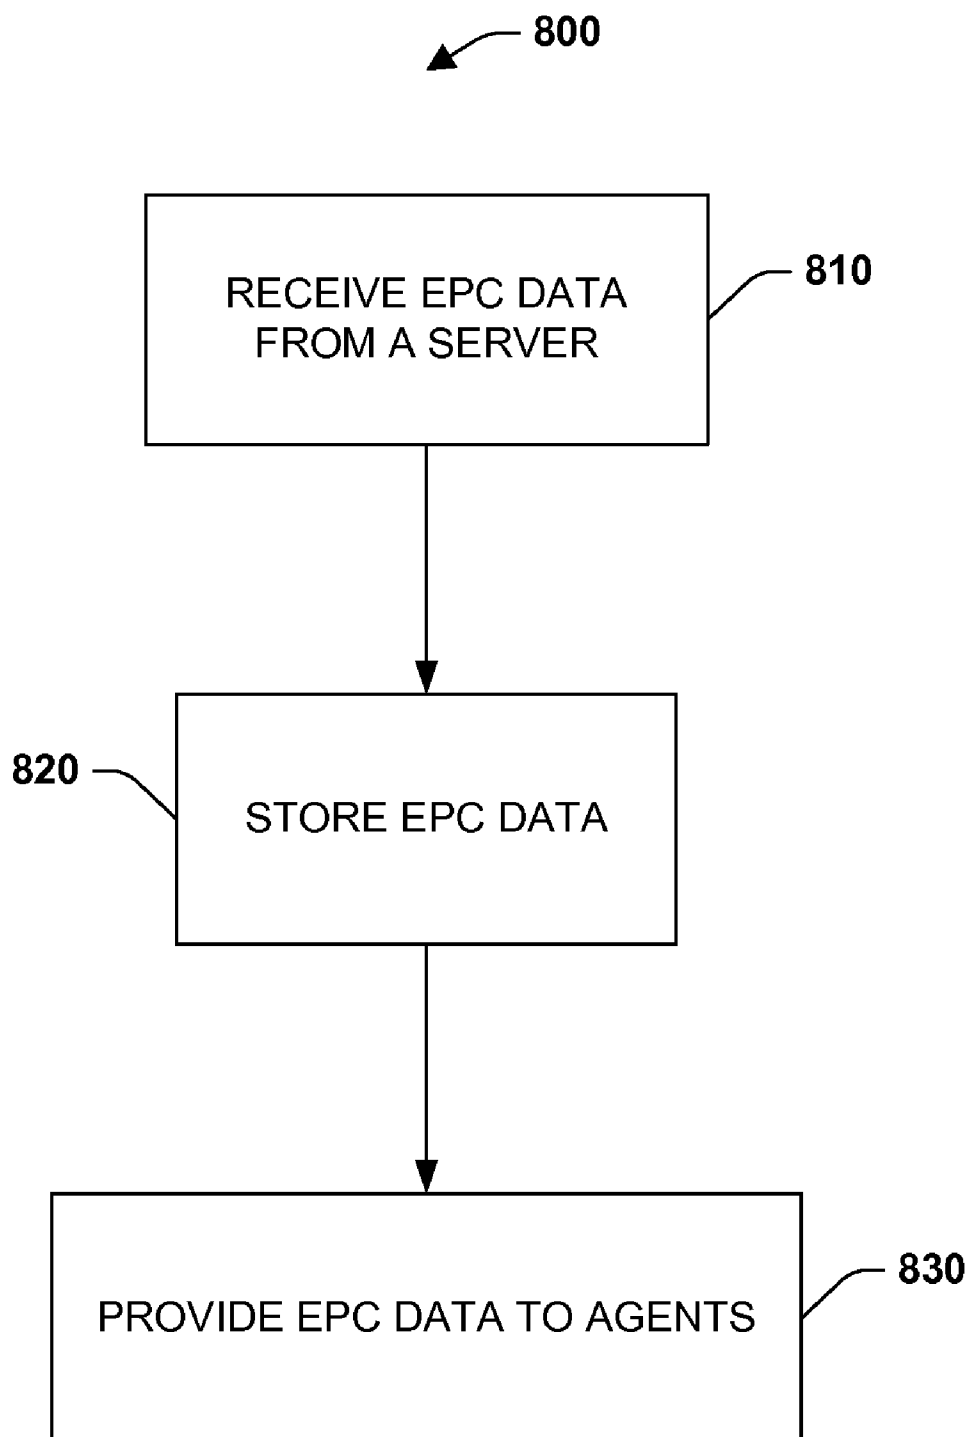 800
RECEIVE EPC DATA
FROM A SERVER
810
820
STORE EPC DATA
830
PROVIDE EPC DATA TO AGENTS